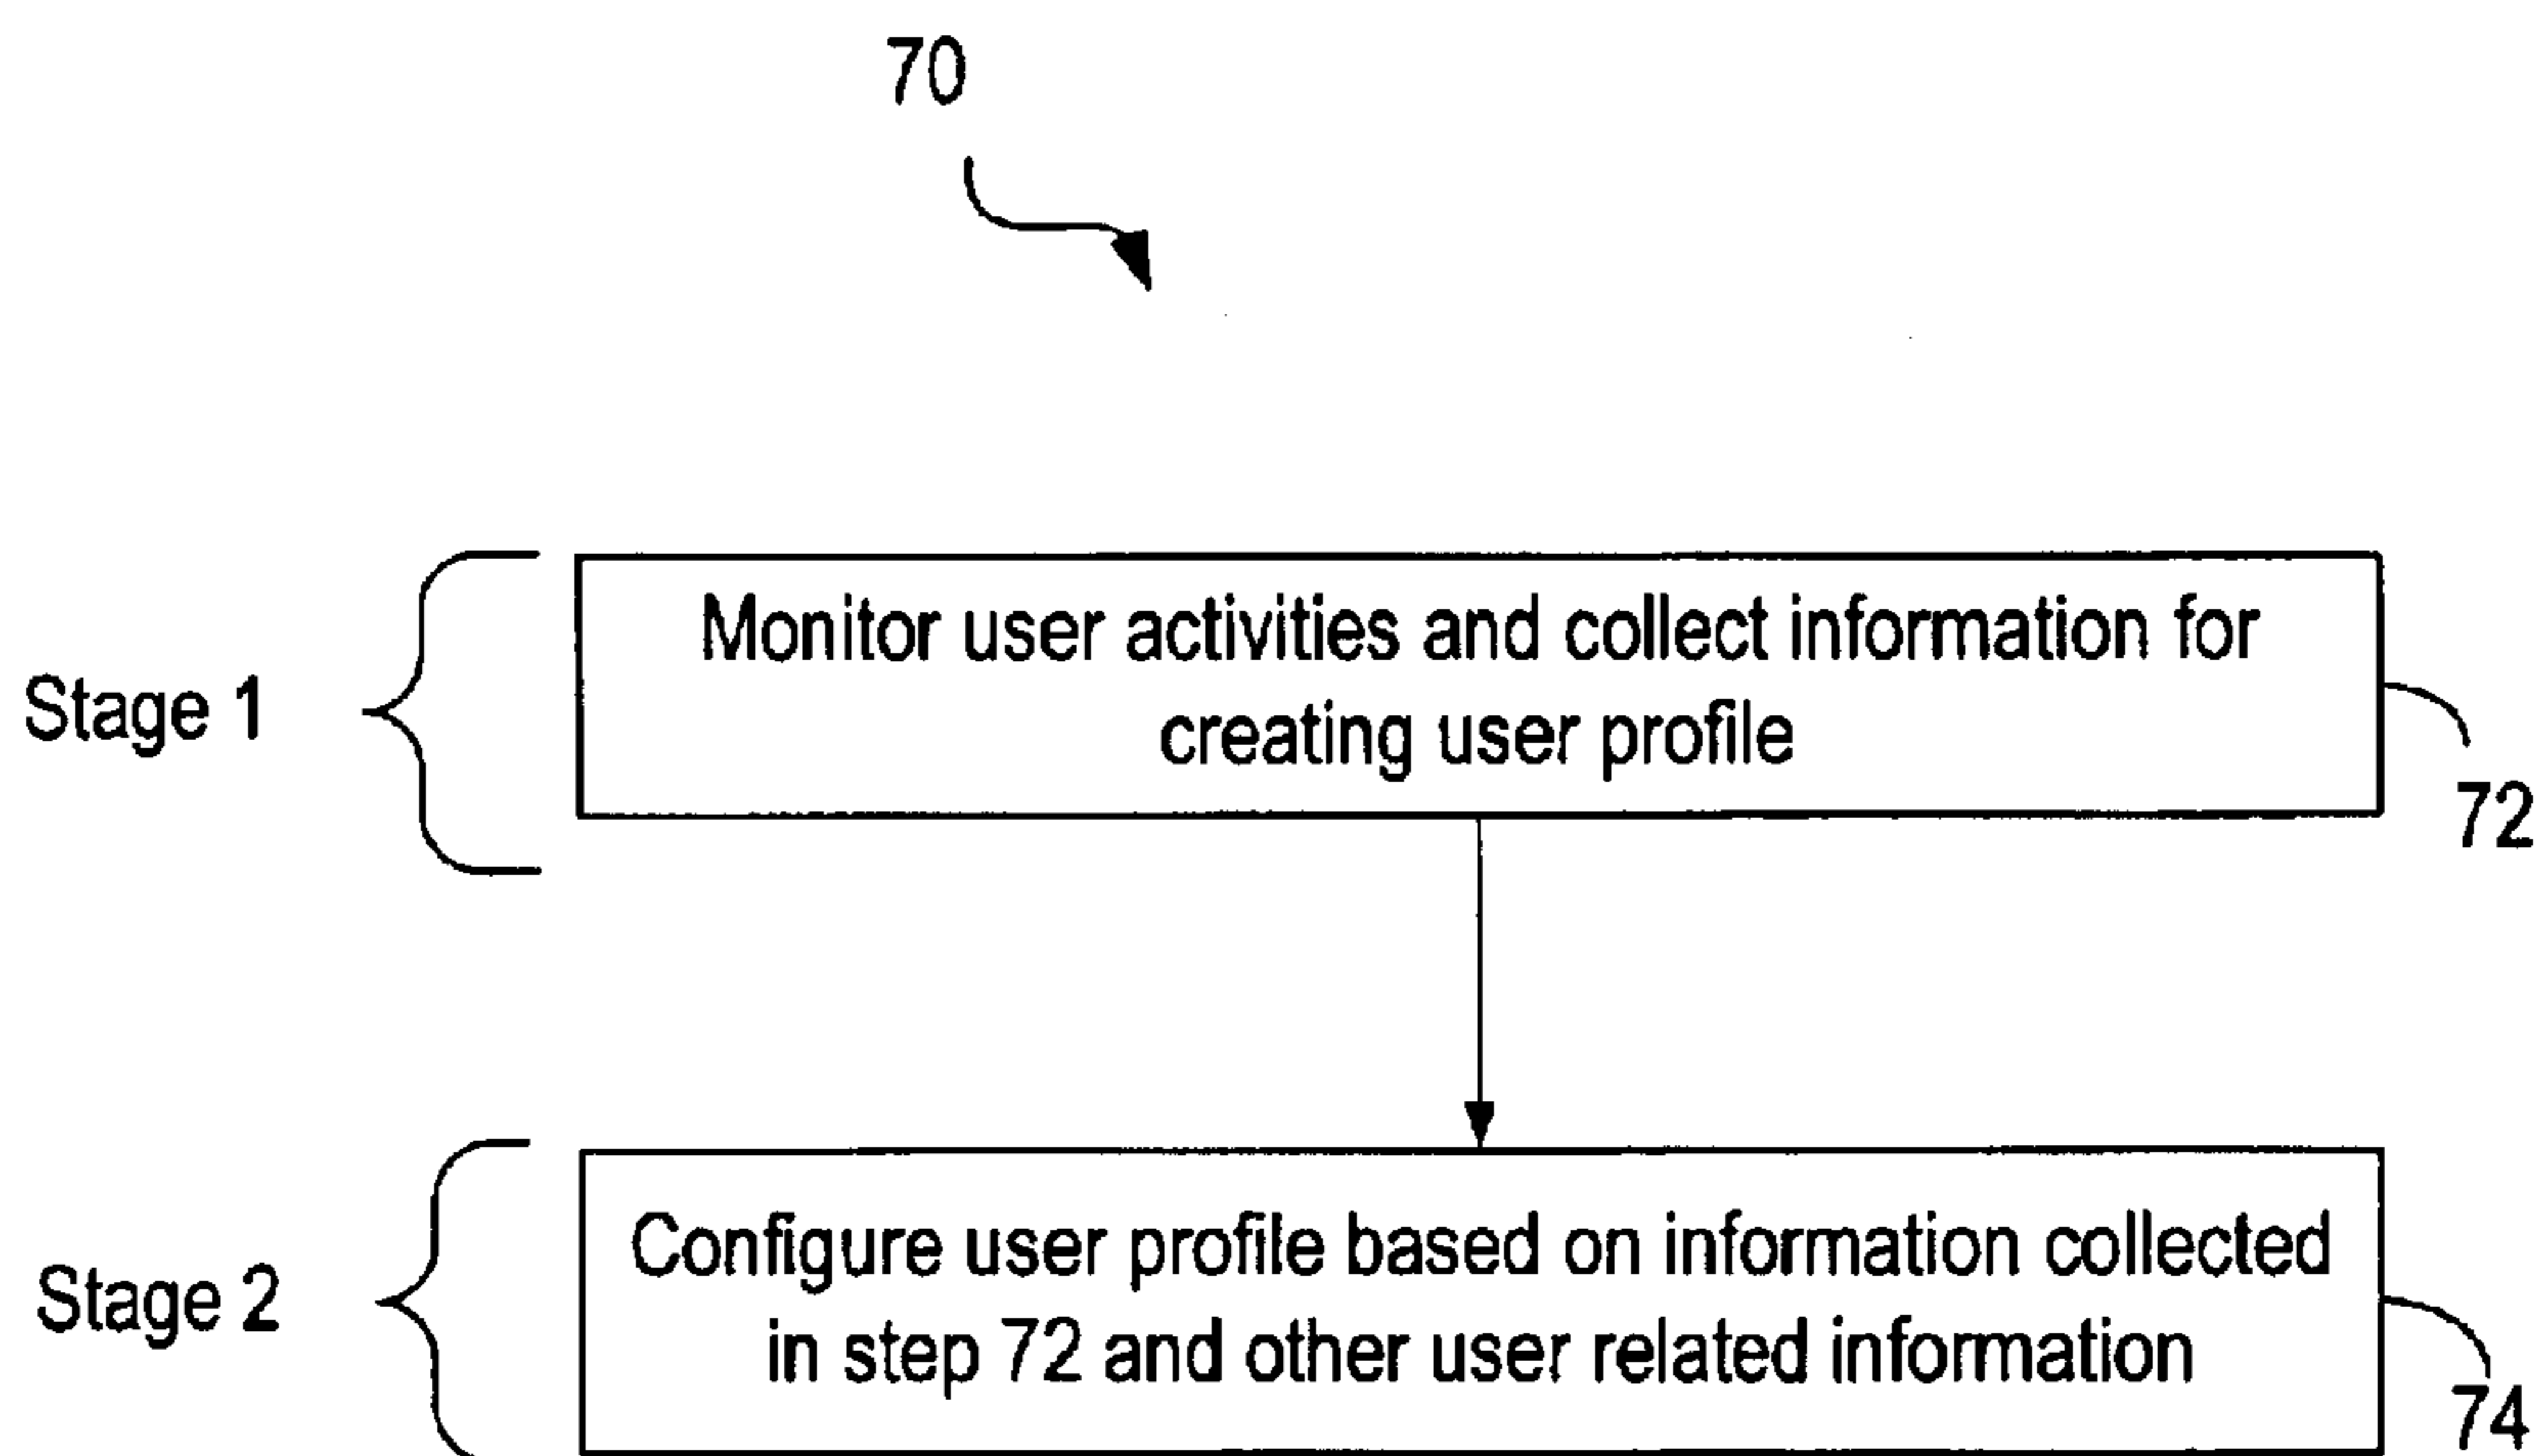 70
Stage 1
Monitor user activities and collect information for
creating user profile
72
Stage 2
Configure user profile based on information collected
in step 72 and other user related information
74